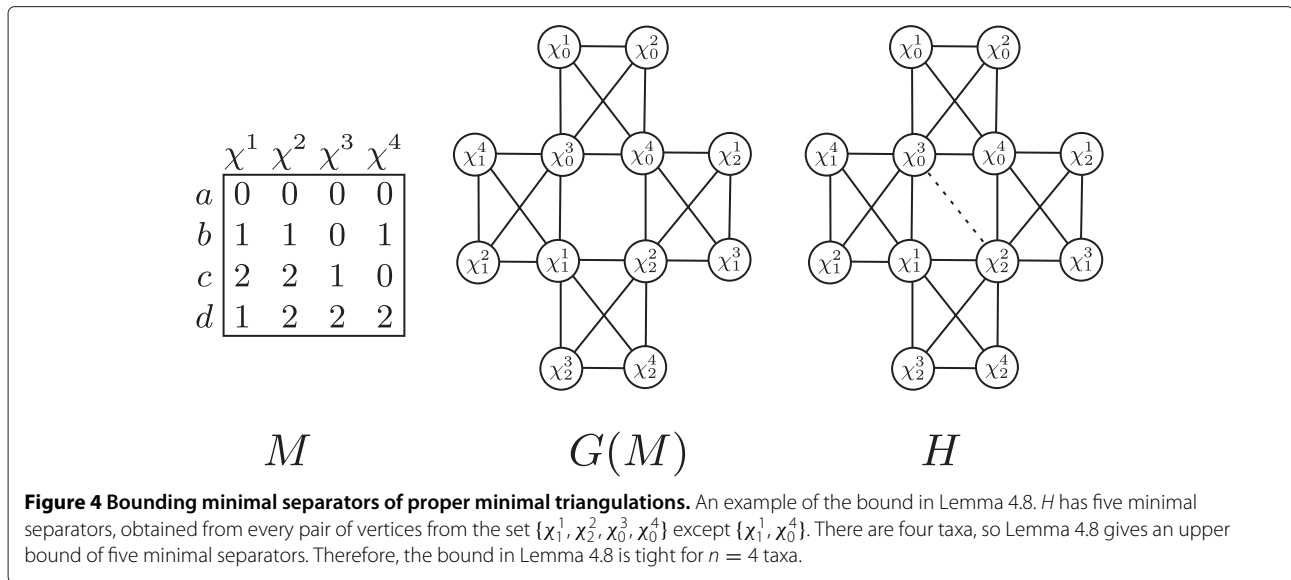 χ¹ χ² χ³ χ⁴
a 0 0 0 0
b 1 1 0 1
c 2 2 1 0
d 1 2 2 2
M
χ₀¹ χ₀²
χ₁⁴ χ₀³ χ₀⁴ χ₂¹
χ₁² χ₁¹ χ₂² χ₁³
χ₂³ χ₂⁴
G(M)
χ₀¹ χ₀²
χ₁⁴ χ₀³ χ₀⁴ χ₂¹
χ₁² χ₁¹ χ₂² χ₁³
χ₂³ χ₂⁴
H
Figure 4 Bounding minimal separators of proper minimal triangulations. An example of the bound in Lemma 4.8. H has five minimal
separators, obtained from every pair of vertices from the set {χ₁¹, χ₂², χ₀³, χ₀⁴} except {χ₁¹, χ₀⁴}. There are four taxa, so Lemma 4.8 gives an upper
bound of five minimal separators. Therefore, the bound in Lemma 4.8 is tight for n = 4 taxa.